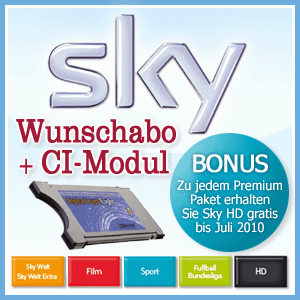 sky
Wunschabo
+ CI-Modul
BONUS
Zu jedem Premium
Paket erhalten
Sie Sky HD gratis
bis Juli 2010
Sky Welt
Sky Welt Extra
Film
Sport
Fußball
Bundesliga
HD